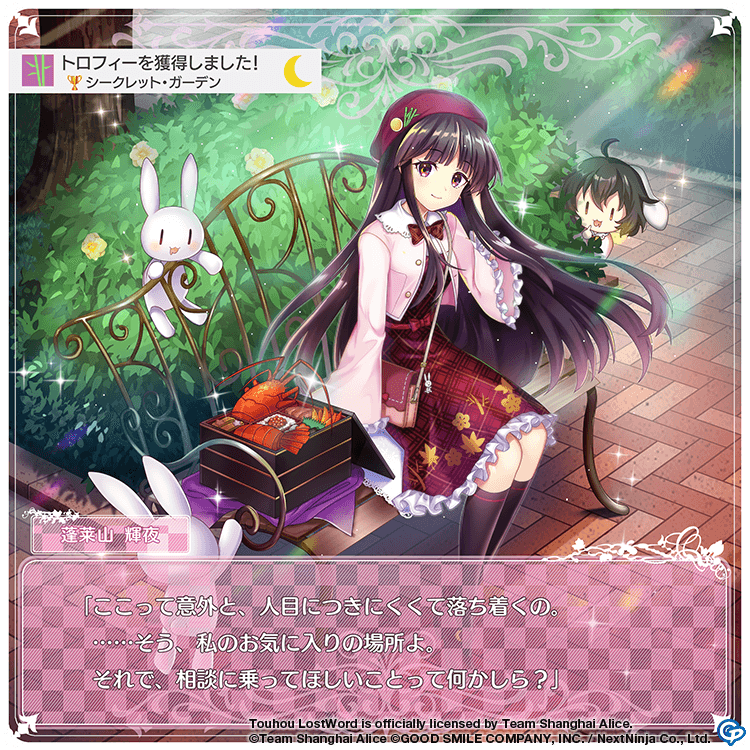 トロフィーを獲得しました!
シークレット・ガーデン
蓬莱山 輝夜
「ここって意外と、人目につきにくくて落ち着くの。
……そう、私のお気に入りの場所よ。
それで、相談に乗ってほしいことって何かしら?」
Touhou LostWord is officially licensed by Team Shanghai Alice.
©Team Shanghai Alice ©GOOD SMILE COMPANY, INC. / NextNinja Co., Ltd.